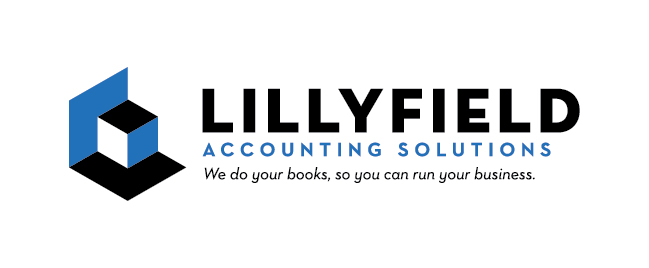 LILLYFIELD
ACCOUNTING SOLUTIONS
We do your books, so you can run your business.